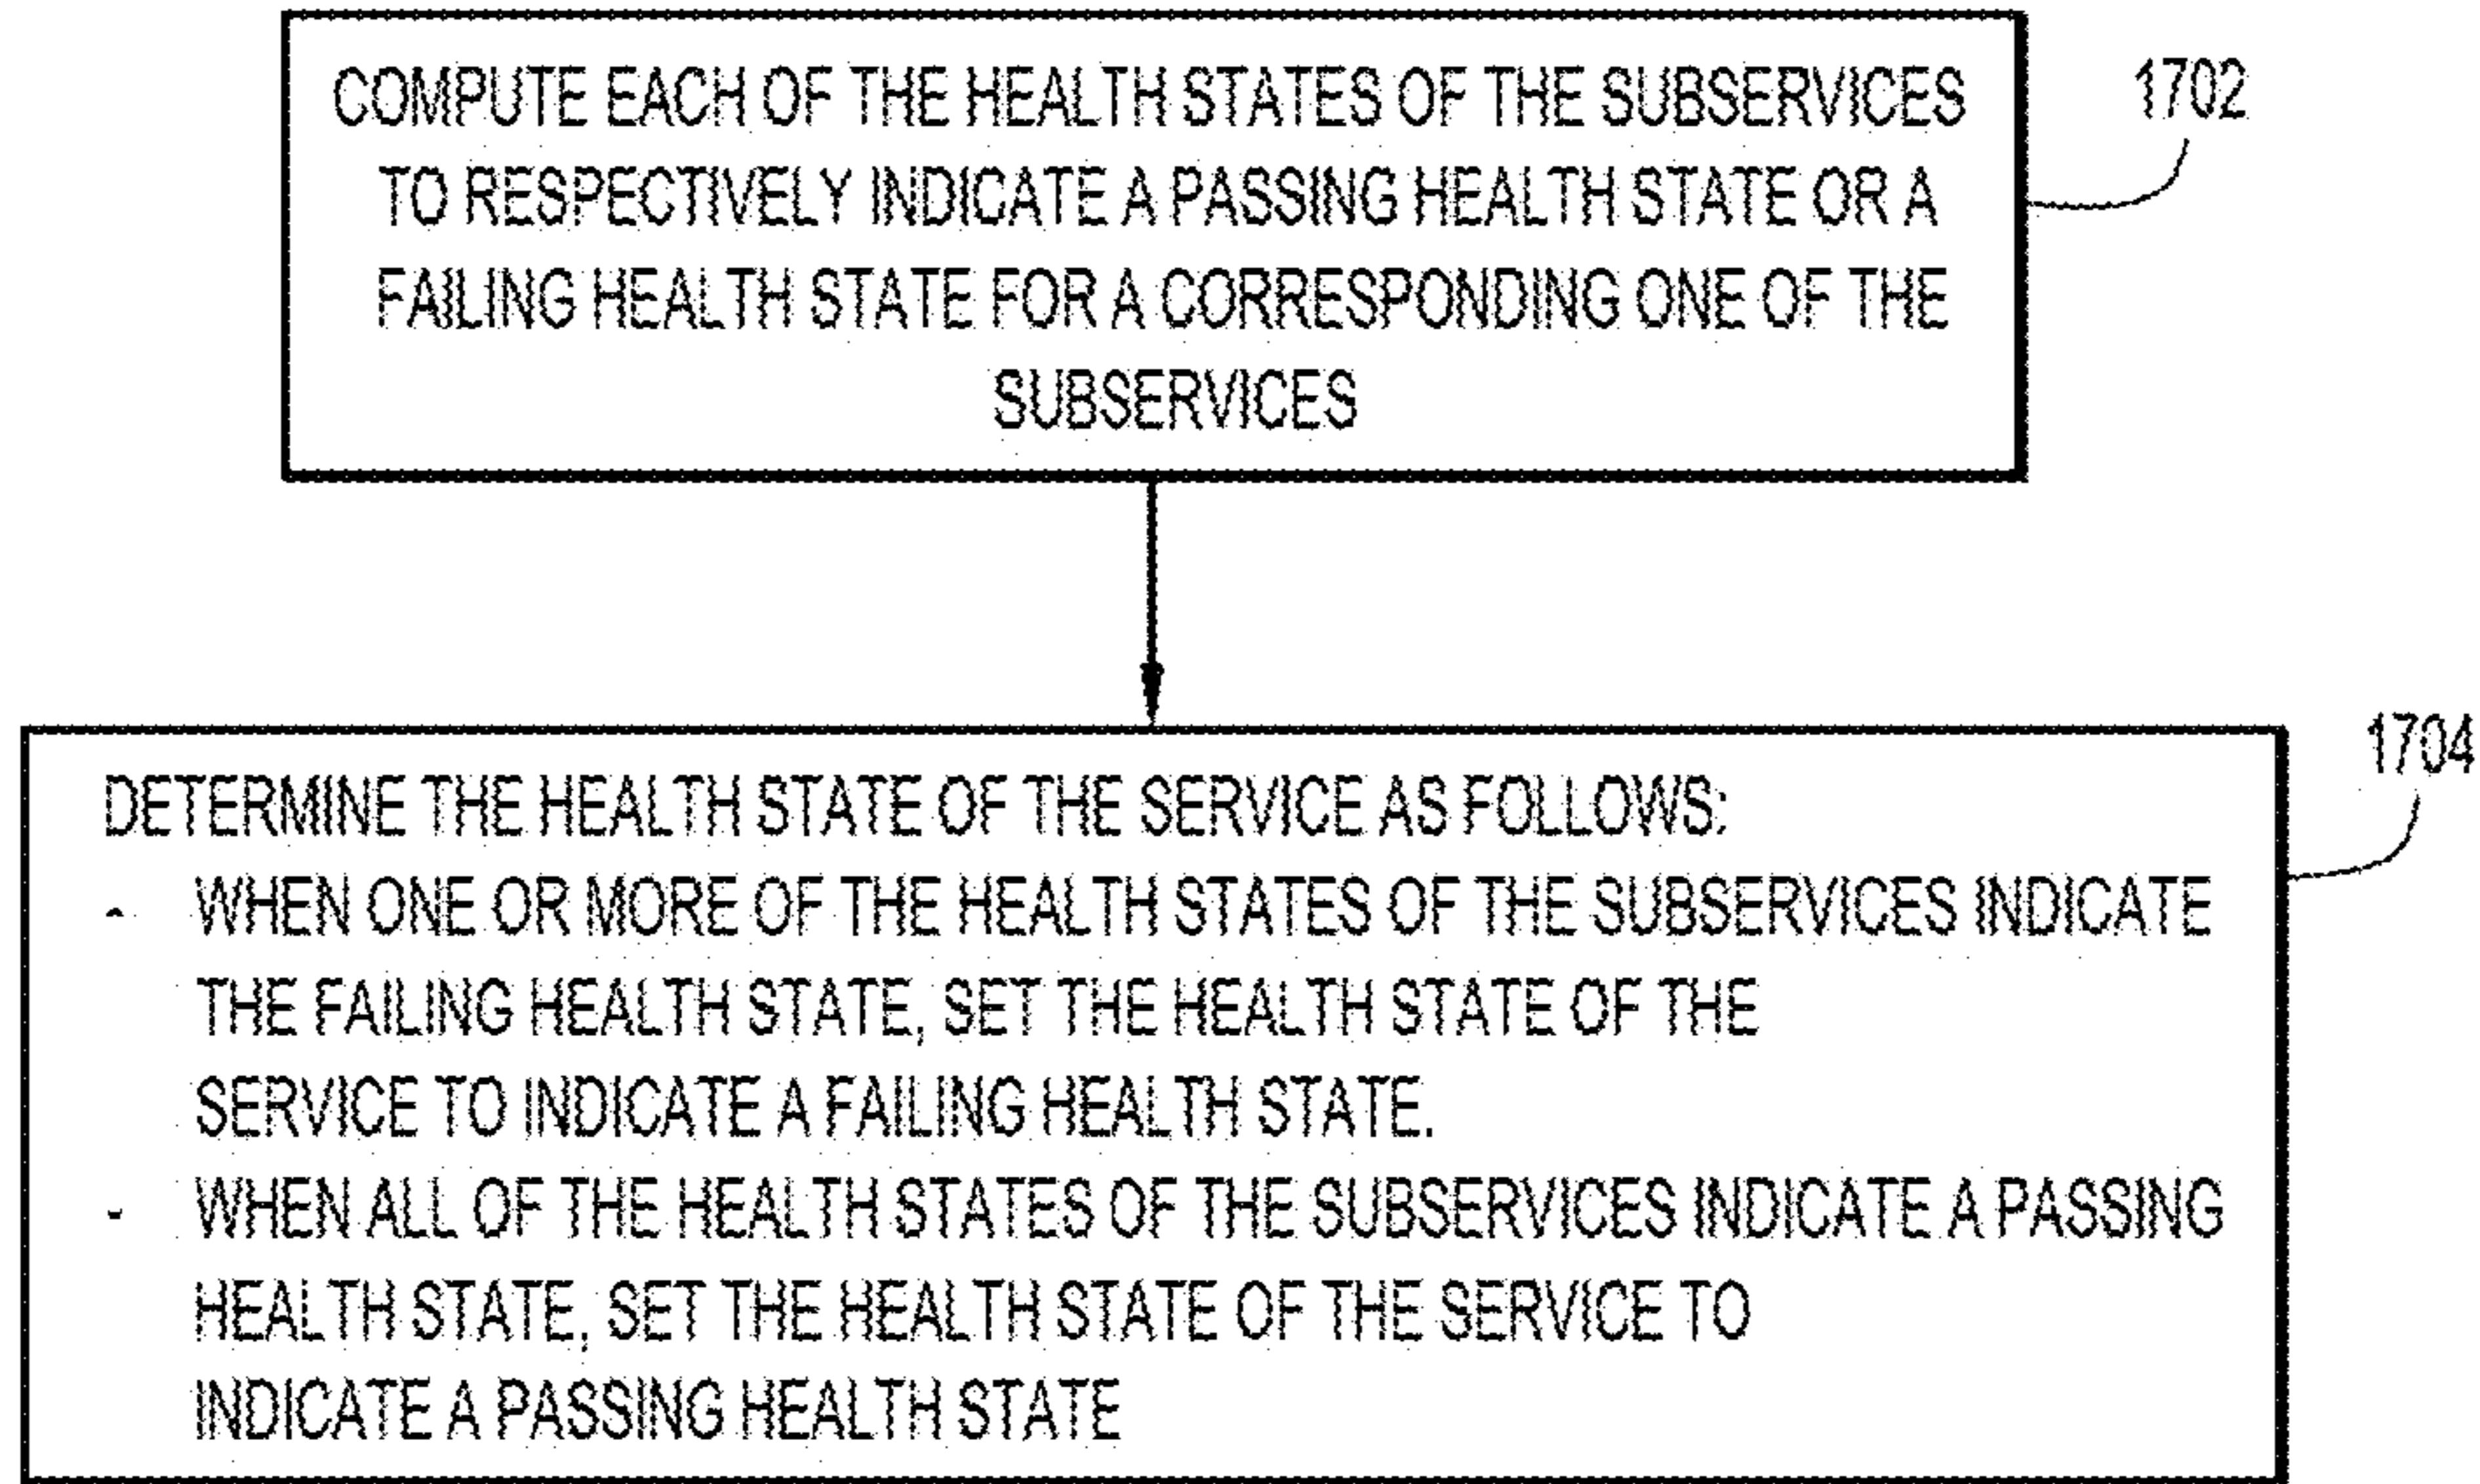 COMPUTE EACH OF THE HEALTH STATES OF THE SUBSERVICES
TO RESPECTIVELY INDICATE A PASSING HEALTH STATE OR A
FAILING HEALTH STATE FOR A CORRESPONDING ONE OF THE
SUBSERVICES
1702
DETERMINE THE HEALTH STATE OF THE SERVICE AS FOLLOWS:
- WHEN ONE OR MORE OF THE HEALTH STATES OF THE SUBSERVICES INDICATE
THE FAILING HEALTH STATE, SET THE HEALTH STATE OF THE
SERVICE TO INDICATE A FAILING HEALTH STATE.
- WHEN ALL OF THE HEALTH STATES OF THE SUBSERVICES INDICATE A PASSING
HEALTH STATE, SET THE HEALTH STATE OF THE SERVICE TO
INDICATE A PASSING HEALTH STATE
1704